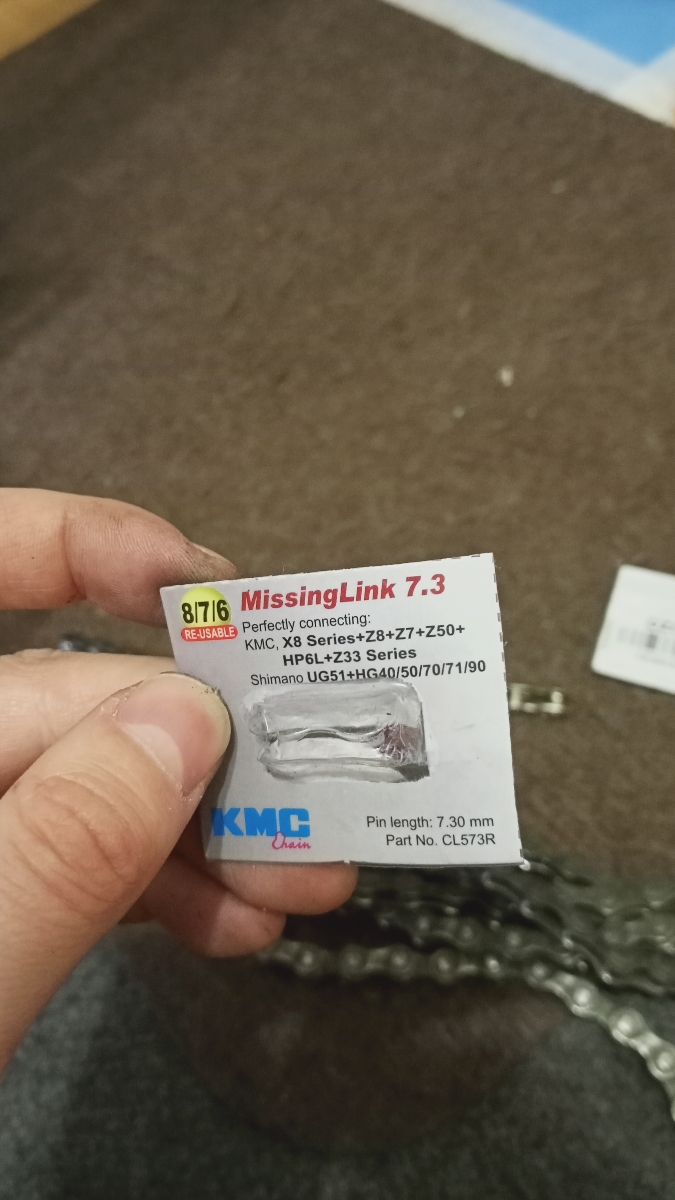 8/7/6
RE-USABLE
MissingLink 7.3
Perfectly connecting:
KMC, X8 Series+Z8+Z7+Z50+
HP6L+Z33 Series
Shimano UG51+HG40/50/70/71/90
KMC
Chain
Pin length: 7.30 mm
Part No. CL573R